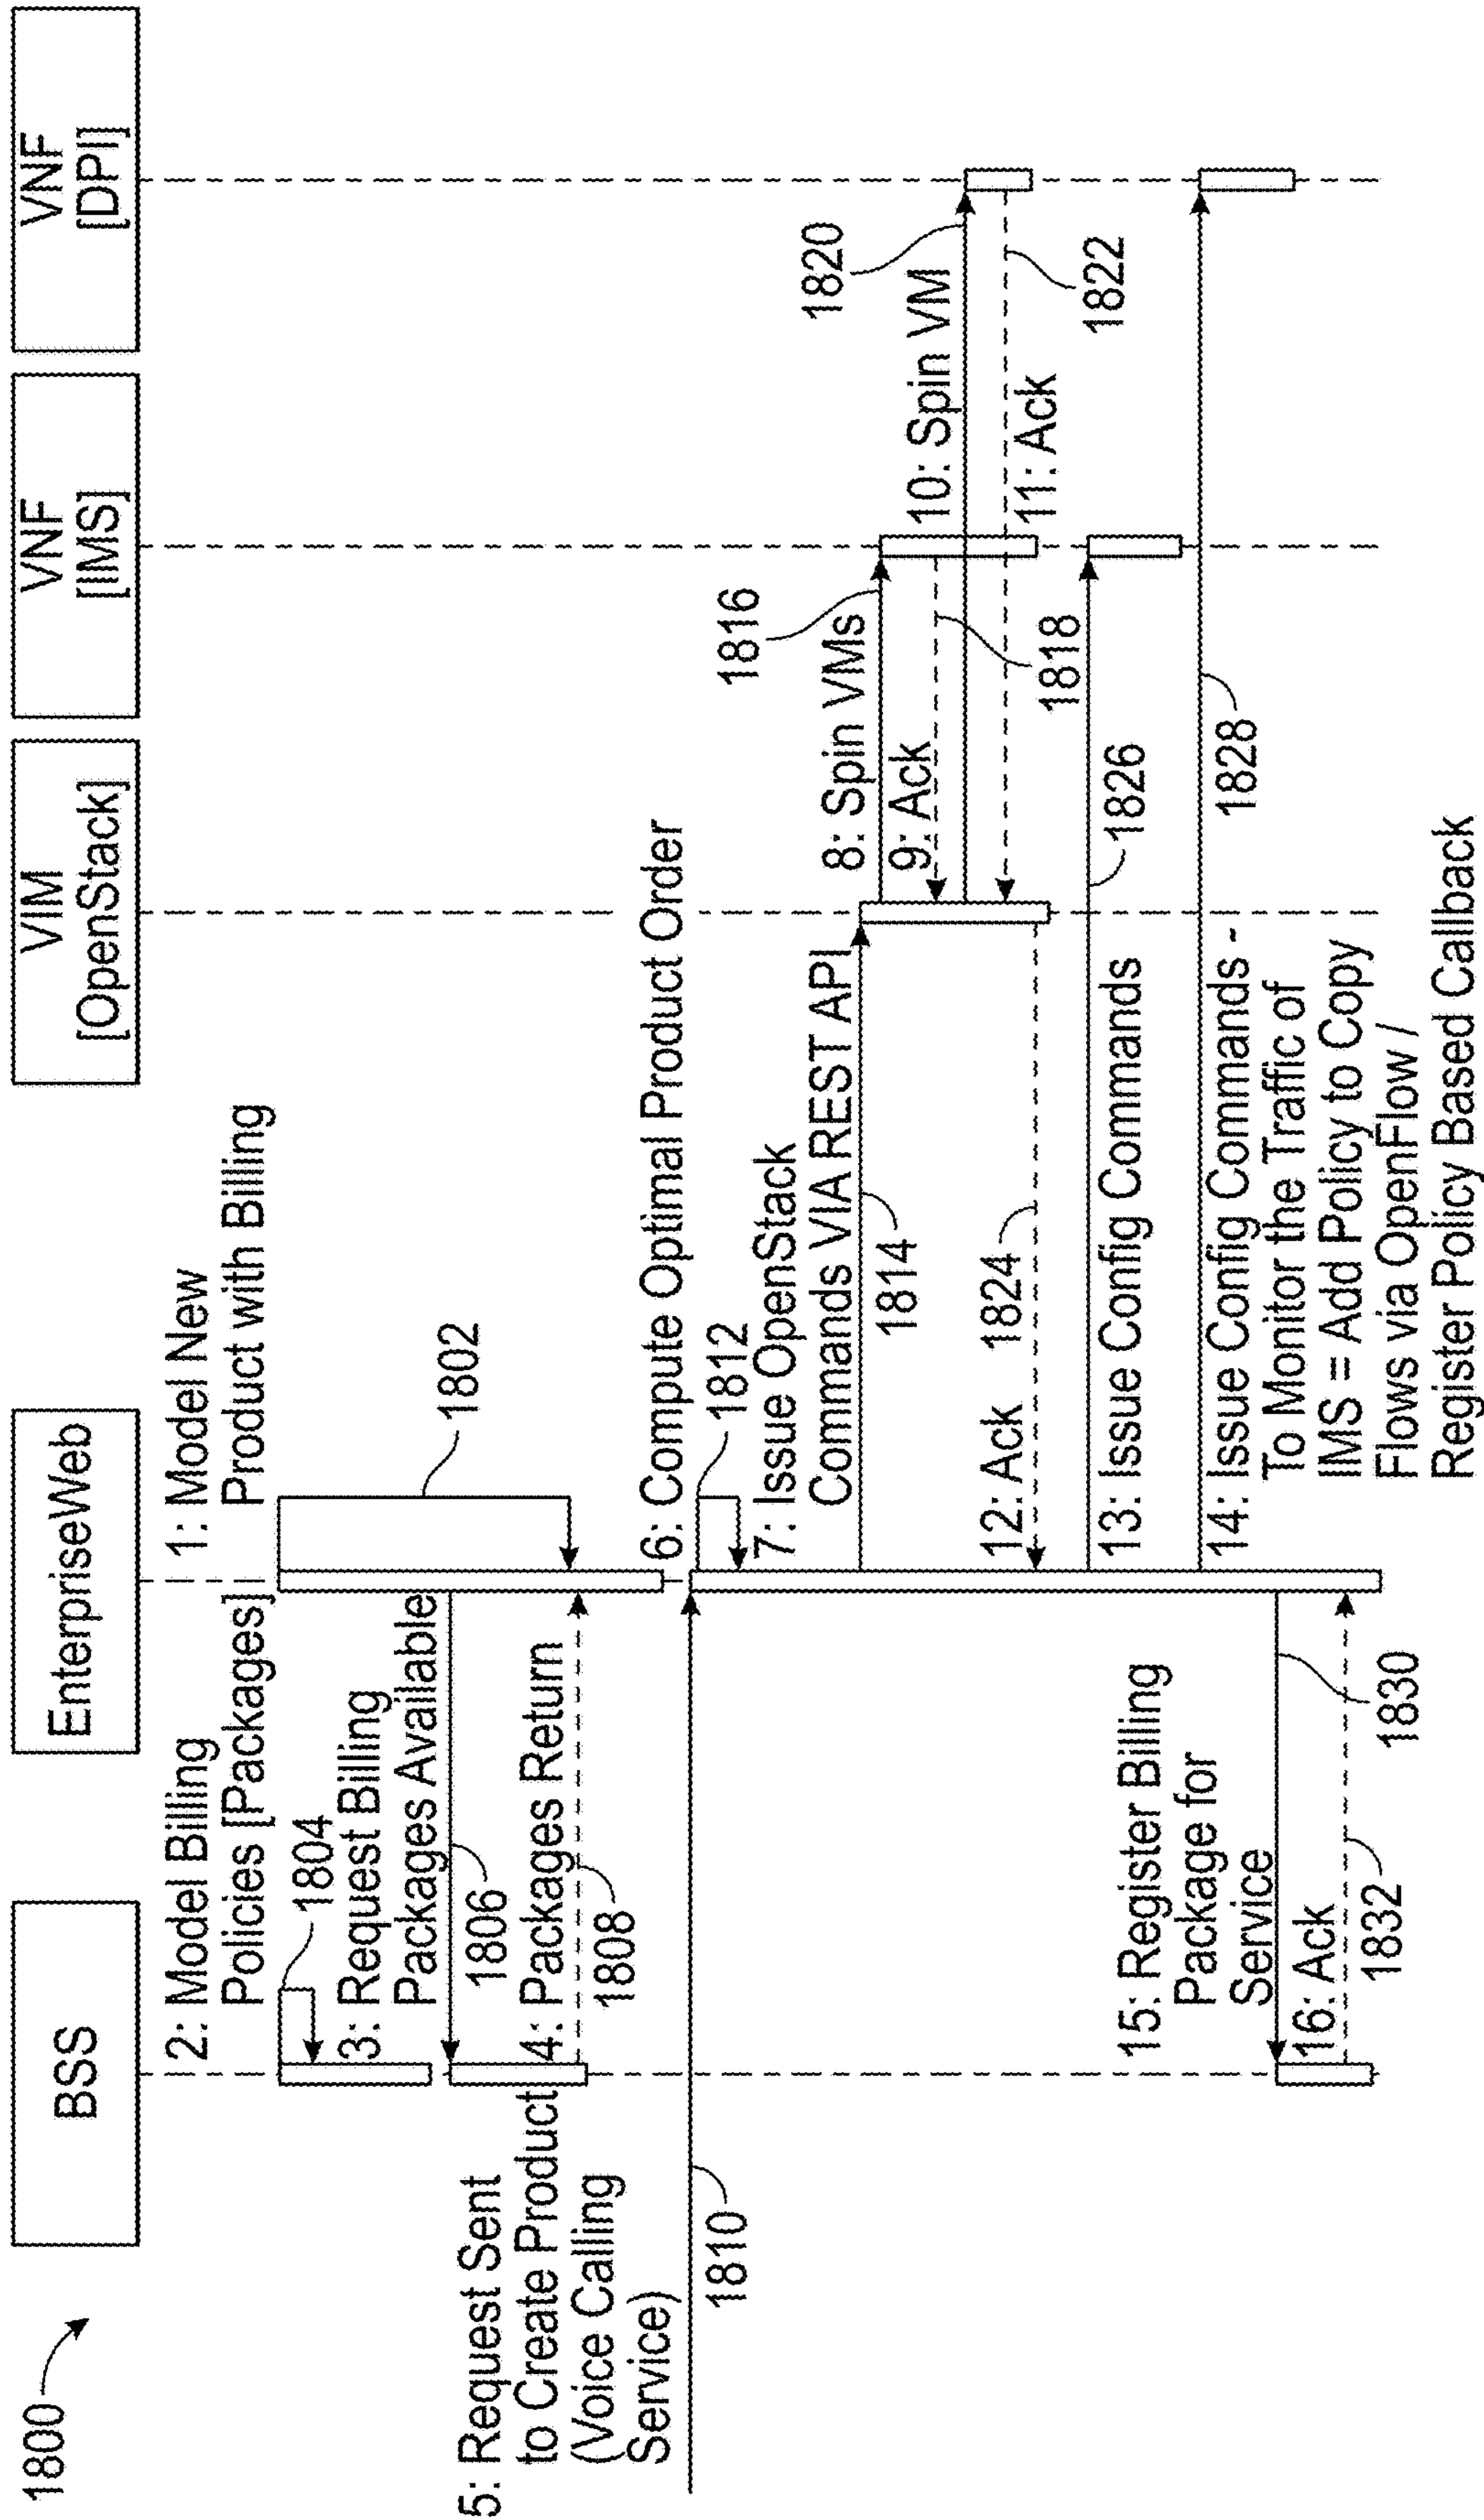 1800
BSS
EnterpriseWeb
VIM
[OpenStack]
VNF
[IMS]
VNF
[DPI]
1: Model New
Product with Billing
1802
2: Model Billing
Policies [Packages]
1804
3: Request Billing
Packages Available
1806
4: Packages Return
1808
5: Request Sent
to Create Product
(Voice Calling
Service)
1810
6: Compute Optimal Product Order
1812
7: Issue OpenStack
Commands VIA REST API
1814
8: Spin VMs
1816
9: Ack
1818
10: Spin VM
1820
11: Ack
1822
12: Ack
1824
13: Issue Config Commands
1826
14: Issue Config Commands -
To Monitor the Traffic of
IMS = Add Policy to Copy
Flows via OpenFlow /
Register Policy Based Callback
1828
15: Register Billing
Package for
Service
1830
16: Ack
1832